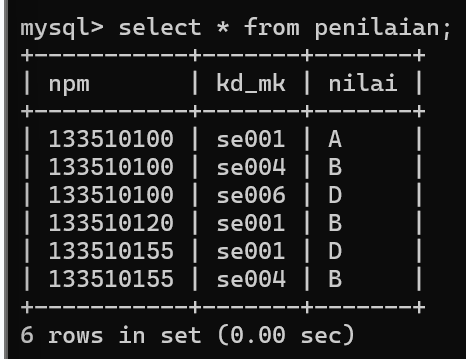 mysql> select * from penilaian;
+-----------+-------+-------+
| npm       | kd_mk | nilai |
+-----------+-------+-------+
| 133510100 | se001 | A     |
| 133510100 | se004 | B     |
| 133510100 | se006 | D     |
| 133510120 | se001 | B     |
| 133510155 | se001 | D     |
| 133510155 | se004 | B     |
+-----------+-------+-------+
6 rows in set (0.00 sec)